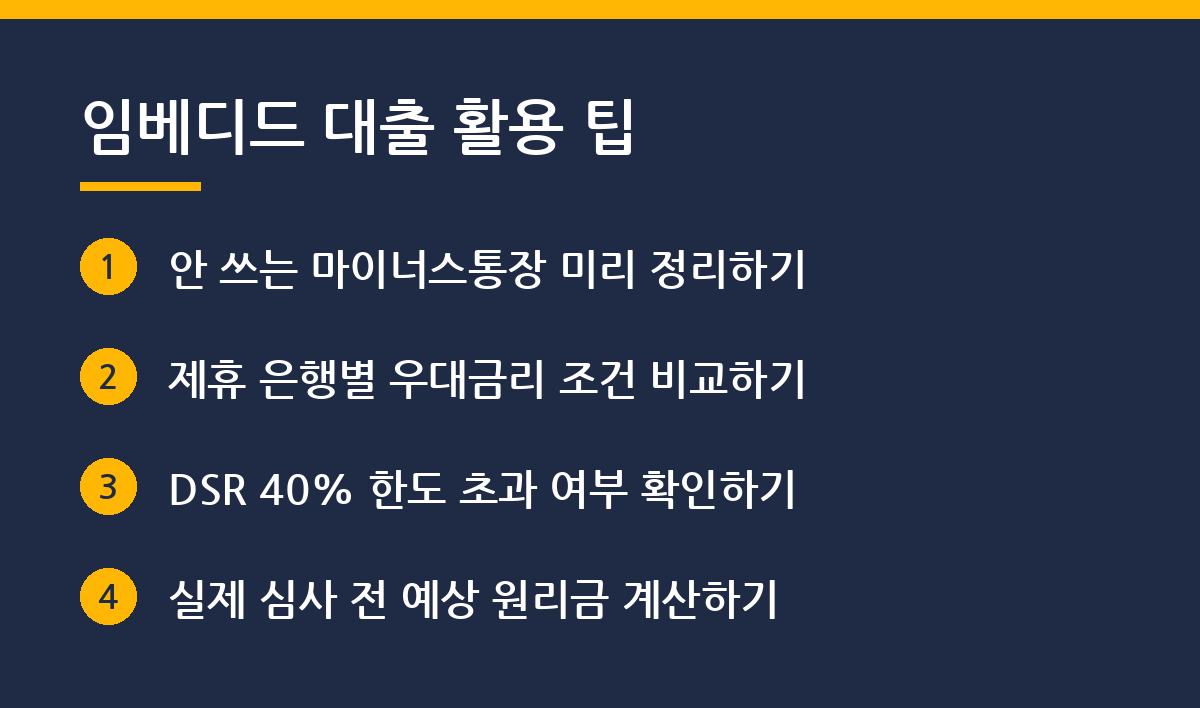 임베디드 대출 활용 팁
1 안 쓰는 마이너스통장 미리 정리하기
2 제휴 은행별 우대금리 조건 비교하기
3 DSR 40% 한도 초과 여부 확인하기
4 실제 심사 전 예상 원리금 계산하기